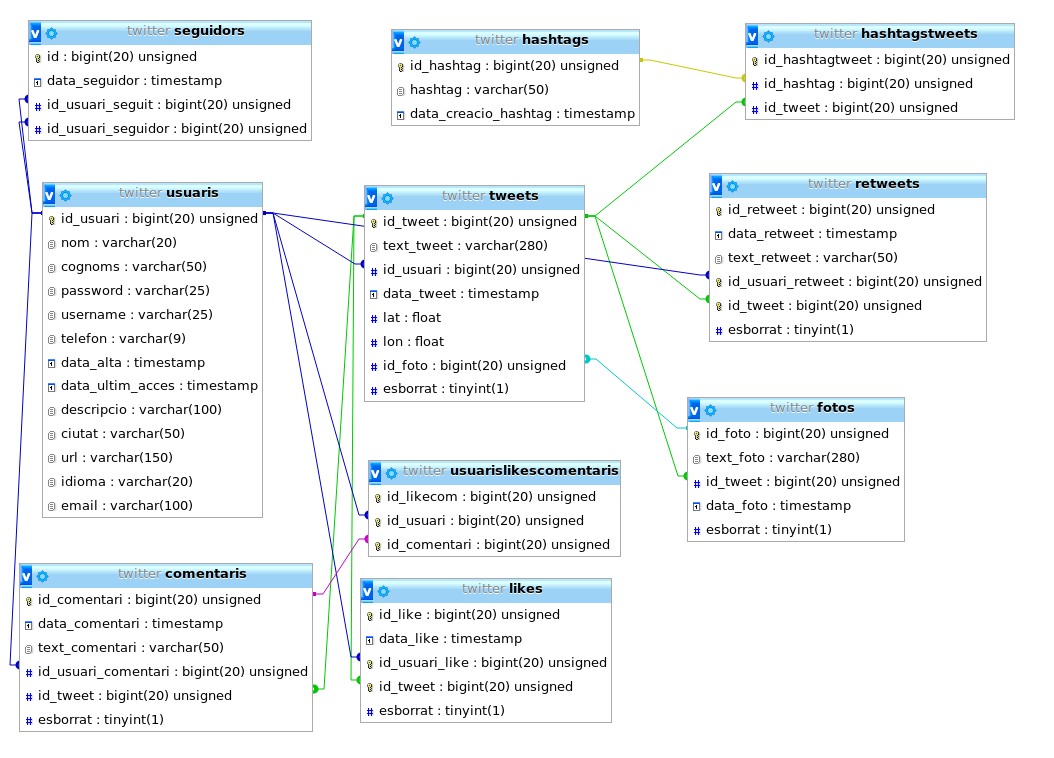 twitter seguidors
id : bigint(20) unsigned
data_seguidor : timestamp
id_usuari_seguit : bigint(20) unsigned
id_usuari_seguidor : bigint(20) unsigned
twitter hashtags
id_hashtag : bigint(20) unsigned
hashtag : varchar(50)
data_creacio_hashtag : timestamp
twitter hashtagstweets
id_hashtagtweet : bigint(20) unsigned
id_hashtag : bigint(20) unsigned
id_tweet : bigint(20) unsigned
twitter usuaris
id_usuari : bigint(20) unsigned
nom : varchar(20)
cognoms : varchar(50)
password : varchar(25)
username : varchar(25)
telefon : varchar(9)
data_alta : timestamp
data_ultim_acces : timestamp
descripcio : varchar(100)
ciutat : varchar(50)
url : varchar(150)
idioma : varchar(20)
email : varchar(100)
twitter tweets
id_tweet : bigint(20) unsigned
text_tweet : varchar(280)
id_usuari : bigint(20) unsigned
data_tweet : timestamp
lat : float
lon : float
id_foto : bigint(20) unsigned
esborrat : tinyint(1)
twitter retweets
id_retweet : bigint(20) unsigned
data_retweet : timestamp
text_retweet : varchar(50)
id_usuari_retweet : bigint(20) unsigned
id_tweet : bigint(20) unsigned
esborrat : tinyint(1)
twitter fotos
id_foto : bigint(20) unsigned
text_foto : varchar(280)
id_tweet : bigint(20) unsigned
data_foto : timestamp
esborrat : tinyint(1)
twitter usuarislikescomentaris
id_likecom : bigint(20) unsigned
id_usuari : bigint(20) unsigned
id_comentari : bigint(20) unsigned
twitter comentaris
id_comentari : bigint(20) unsigned
data_comentari : timestamp
text_comentari : varchar(50)
id_usuari_comentari : bigint(20) unsigned
id_tweet : bigint(20) unsigned
esborrat : tinyint(1)
twitter likes
id_like : bigint(20) unsigned
data_like : timestamp
id_usuari_like : bigint(20) unsigned
id_tweet : bigint(20) unsigned
esborrat : tinyint(1)